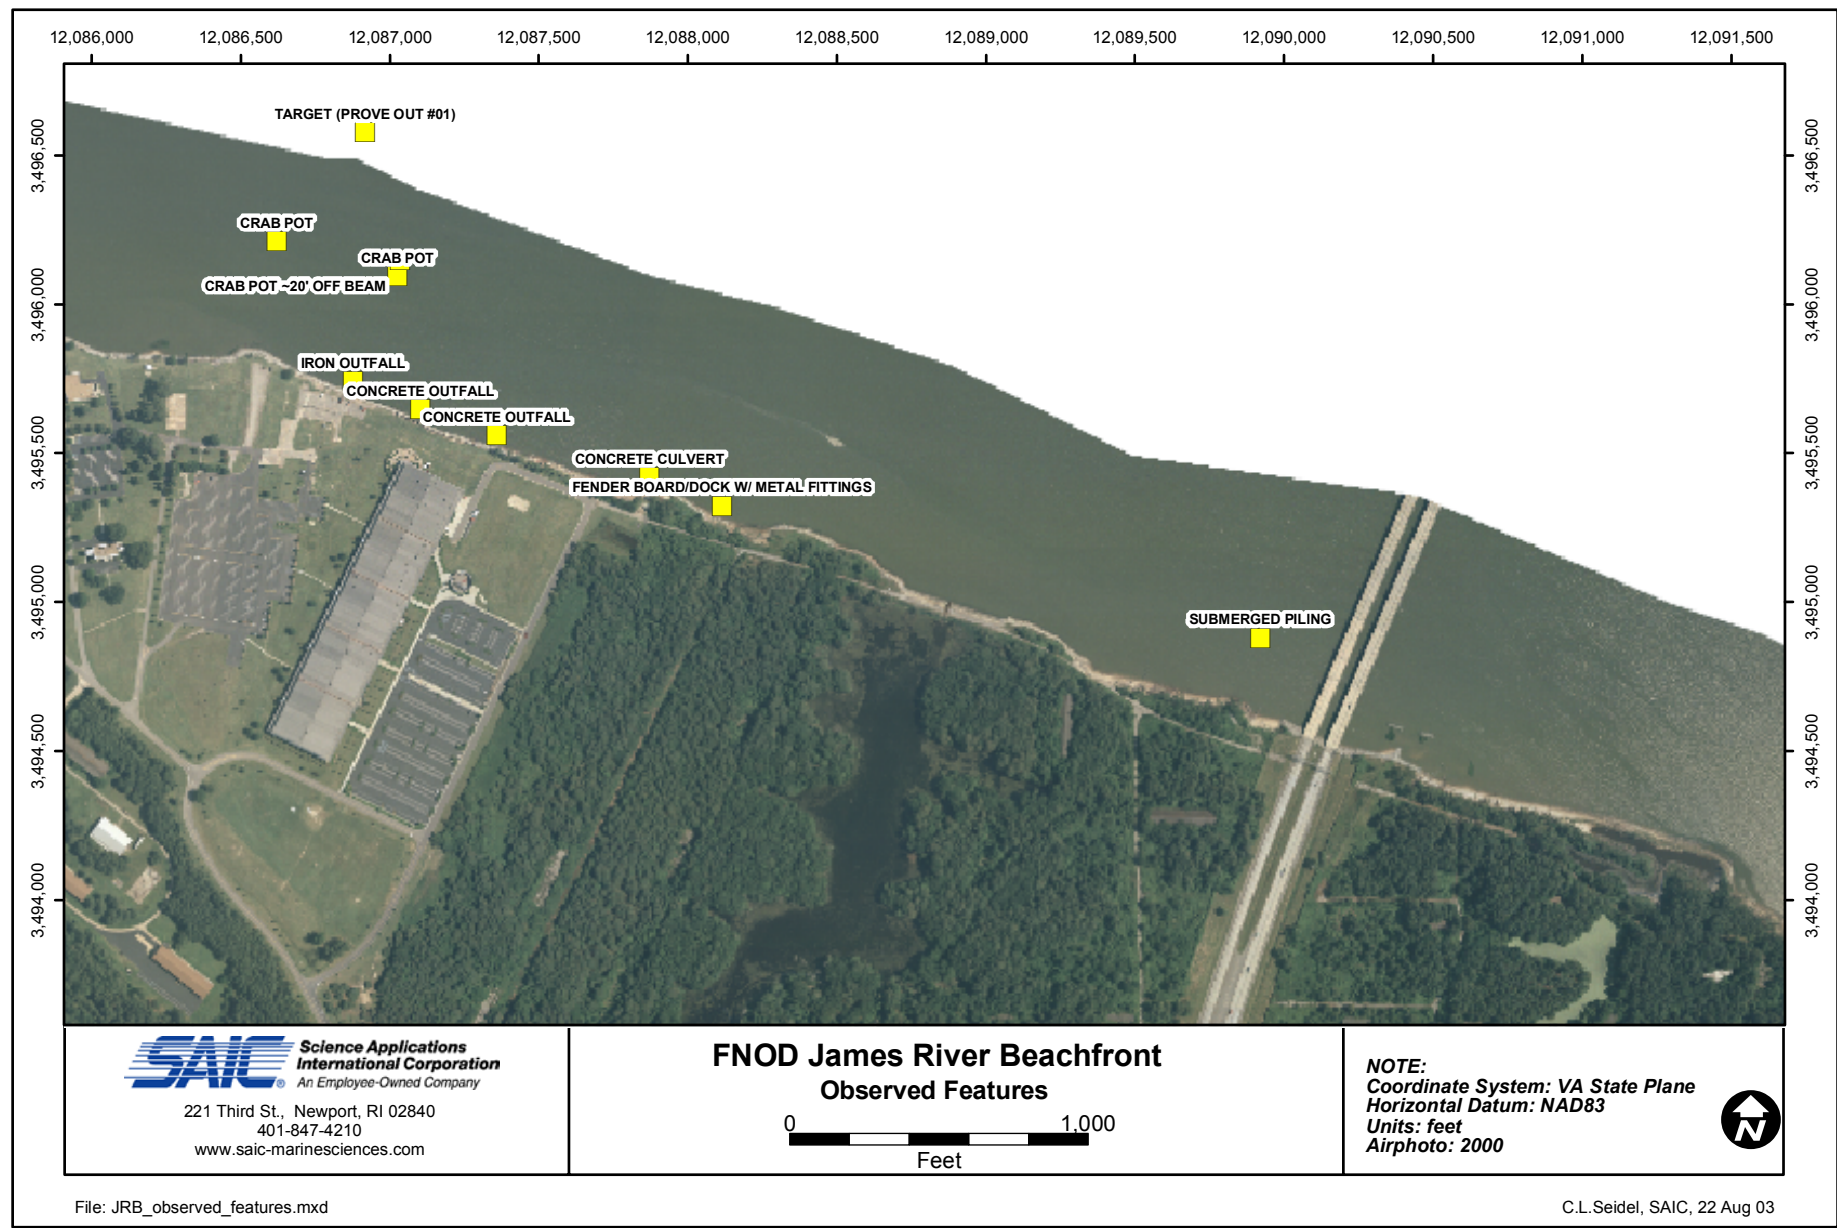 12,086,000 12,086,500 12,087,000 12,087,500 12,088,000 12,088,500 12,089,000 12,089,500 12,090,000 12,090,500 12,091,000 12,091,500
3,496,500
3,496,000
3,495,500
3,495,000
3,494,500
3,494,000
3,496,500
3,496,000
3,495,500
3,495,000
3,494,500
3,494,000
TARGET (PROVE OUT #01)
CRAB POT
CRAB POT
CRAB POT ~20' OFF BEAM
IRON OUTFALL
CONCRETE OUTFALL
CONCRETE OUTFALL
CONCRETE CULVERT
FENDER BOARD/DOCK W/ METAL FITTINGS
SUBMERGED PILING
SAIC®
Science Applications
International Corporation
An Employee-Owned Company
221 Third St., Newport, RI 02840
401-847-4210
www.saic-marinesciences.com
FNOD James River Beachfront
Observed Features
0 1,000
Feet
NOTE:
Coordinate System: VA State Plane
Horizontal Datum: NAD83
Units: feet
Airphoto: 2000
N
File: JRB_observed_features.mxd
C.L.Seidel, SAIC, 22 Aug 03